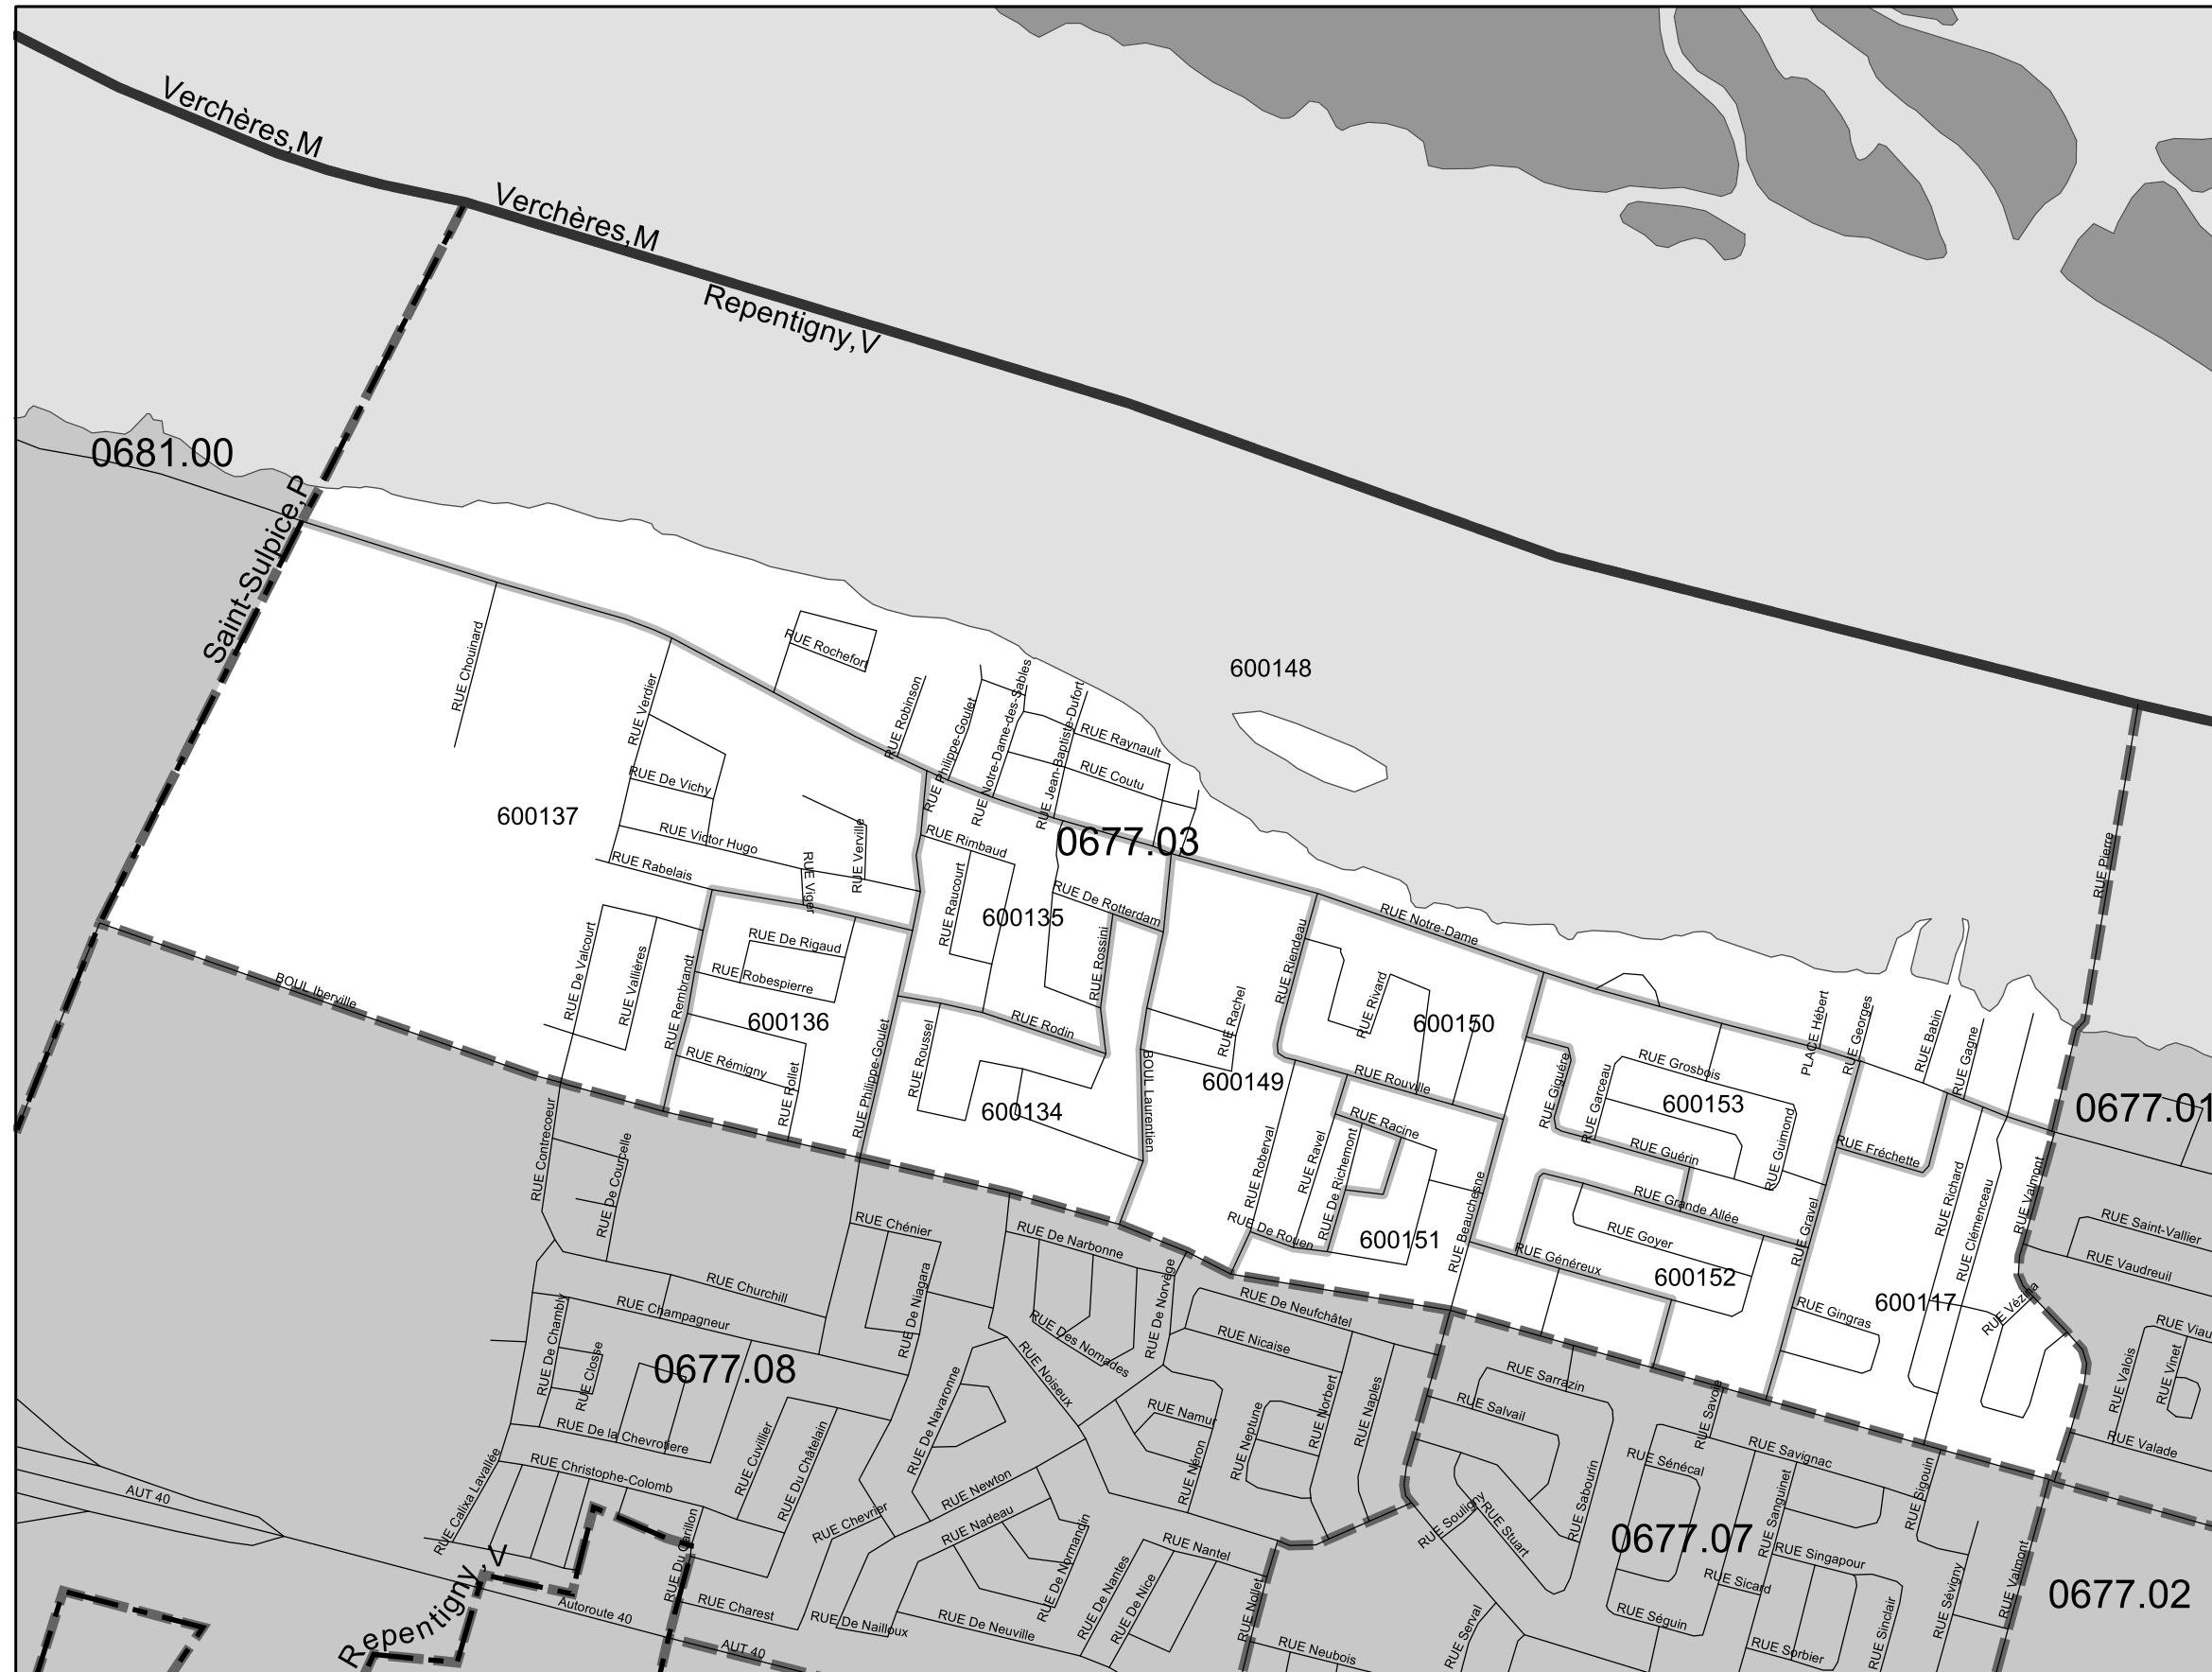 Verchères,M
Verchères,M
Repentigny,V
0681.00
Saint-Sulpice,P
600148
RUE Chouinard
RUE Verdier
RUE Rochefort
RUE Robinson
RUE Philippe-Goulet
RUE Notre-Dame-des-Sables
RUE Jean-Baptiste-Dufort
RUE Raynault
RUE Coutu
RUE De Vichy
600137
RUE Victor Hugo
RUE Verville
RUE Viger
RUE Rabelais
RUE Rimbaud
0677.03
RUE Raucourt
600135
RUE De Rotterdam
RUE Rossini
RUE Pierre
RUE Notre-Dame
RUE Riendeau
RUE De Valcourt
RUE Vallières
RUE Rembrandt
RUE De Rigaud
RUE Robespierre
600136
RUE Rémigny
RUE Rollet
RUE Philippe-Goulet
BOUL Iberville
RUE Rodin
RUE Roussel
600134
BOUL Laurentien
RUE Rachel
600149
RUE Rivard
600150
RUE Rouville
RUE Giguère
RUE Garceau
RUE Grosbois
600153
RUE Guimond
RUE Guérin
PLACE Hébert
RUE Georges
RUE Babin
RUE Gagne
RUE Fréchette
0677.01
RUE Racine
RUE Ravel
RUE De Richemont
RUE Roberval
RUE De Rouen
600151
RUE Beauchesne
RUE Grande Allée
RUE Goyer
RUE Généreux
600152
RUE Gravel
RUE Gingras
600117
RUE Richard
RUE Clémenceau
RUE Valmont
RUE Vézina
RUE Saint-Vallier
RUE Vaudreuil
RUE Viau
RUE Vinet
RUE Valois
RUE Valade
RUE Contrecoeur
RUE De Courcelle
RUE Chénier
RUE De Narbonne
RUE De Norvège
RUE Churchill
RUE Champagneur
RUE De Niagara
RUE Des Nomades
RUE De Neufchâtel
RUE Nicaise
RUE De Chambly
RUE Closse
0677.08
RUE Noiseux
RUE De Navaronne
RUE Namur
RUE Néron
RUE Neptune
RUE Norbert
RUE Naples
RUE Sarrazin
RUE Salvail
RUE Savoie
RUE Savignac
RUE Sénécal
RUE Sabourin
RUE Sanguinet
RUE Sigouin
RUE De la Chevrotiere
RUE Cuvillier
RUE Du Châtelain
RUE Christophe-Colomb
RUE Calixa Lavallée
AUT 40
RUE Chevrier
RUE Newton
RUE Nadeau
RUE De Normandin
RUE Souligny
RUE Stuart
0677.07
RUE Singapour
RUE Sicard
RUE Séguin
RUE Sorbier
RUE Sinclair
RUE Sévigny
RUE Valmont
0677.02
Repentigny,V
RUE Du Carillon
Autoroute 40
RUE Charest
AUT 40
RUE De Nailloux
RUE De Neuville
RUE De Nantes
RUE De Nice
RUE Nantel
RUE Nollet
RUE Neubois
RUE Serval